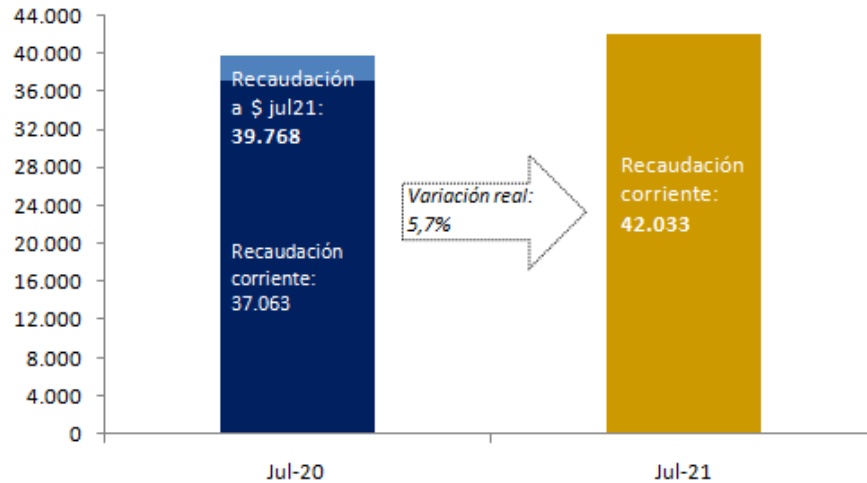 44.000
40.000
36.000
32.000
28.000
24.000
20.000
16.000
12.000
8.000
4.000
0
Recaudación
a $ jul21:
39.768
Recaudación
corriente:
37.063
Variación real:
5,7%
Recaudación
corriente:
42.033
Jul-20
Jul-21